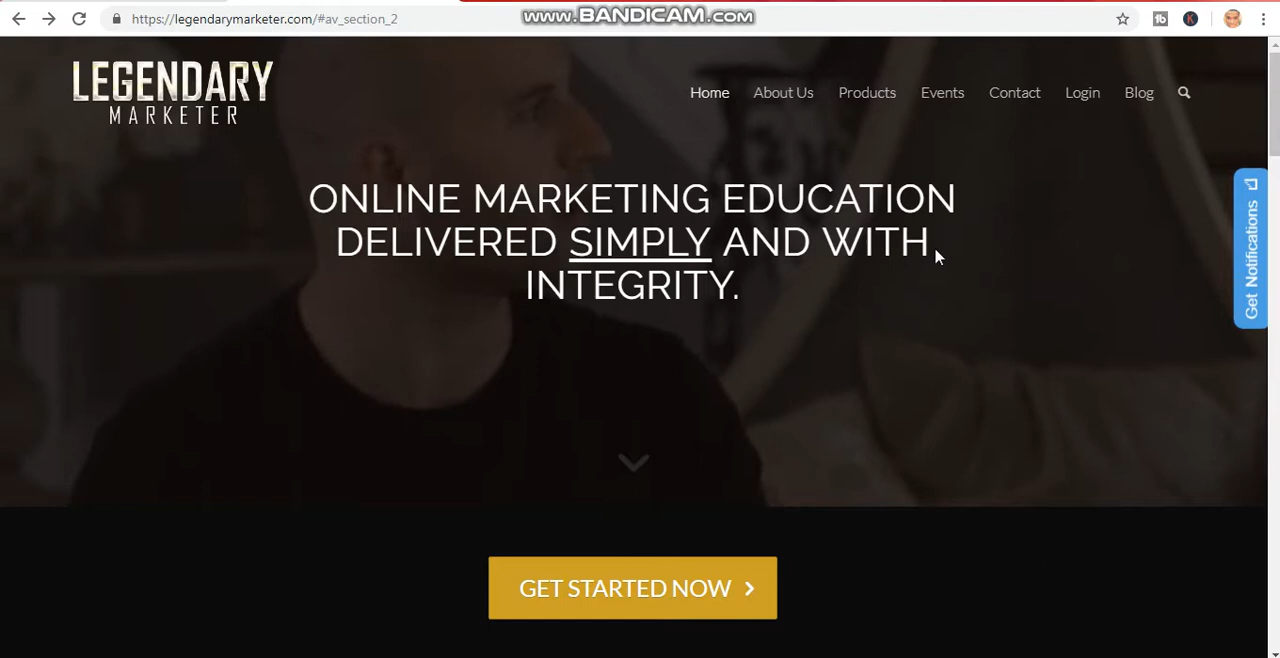 https://legendarymarketer.com/#av_section_2
www.BANDICAM.com
LEGENDARY
MARKETER
Home
About Us
Products
Events
Contact
Login
Blog
ONLINE MARKETING EDUCATION
DELIVERED SIMPLY AND WITH
INTEGRITY.
Get Notifications
GET STARTED NOW